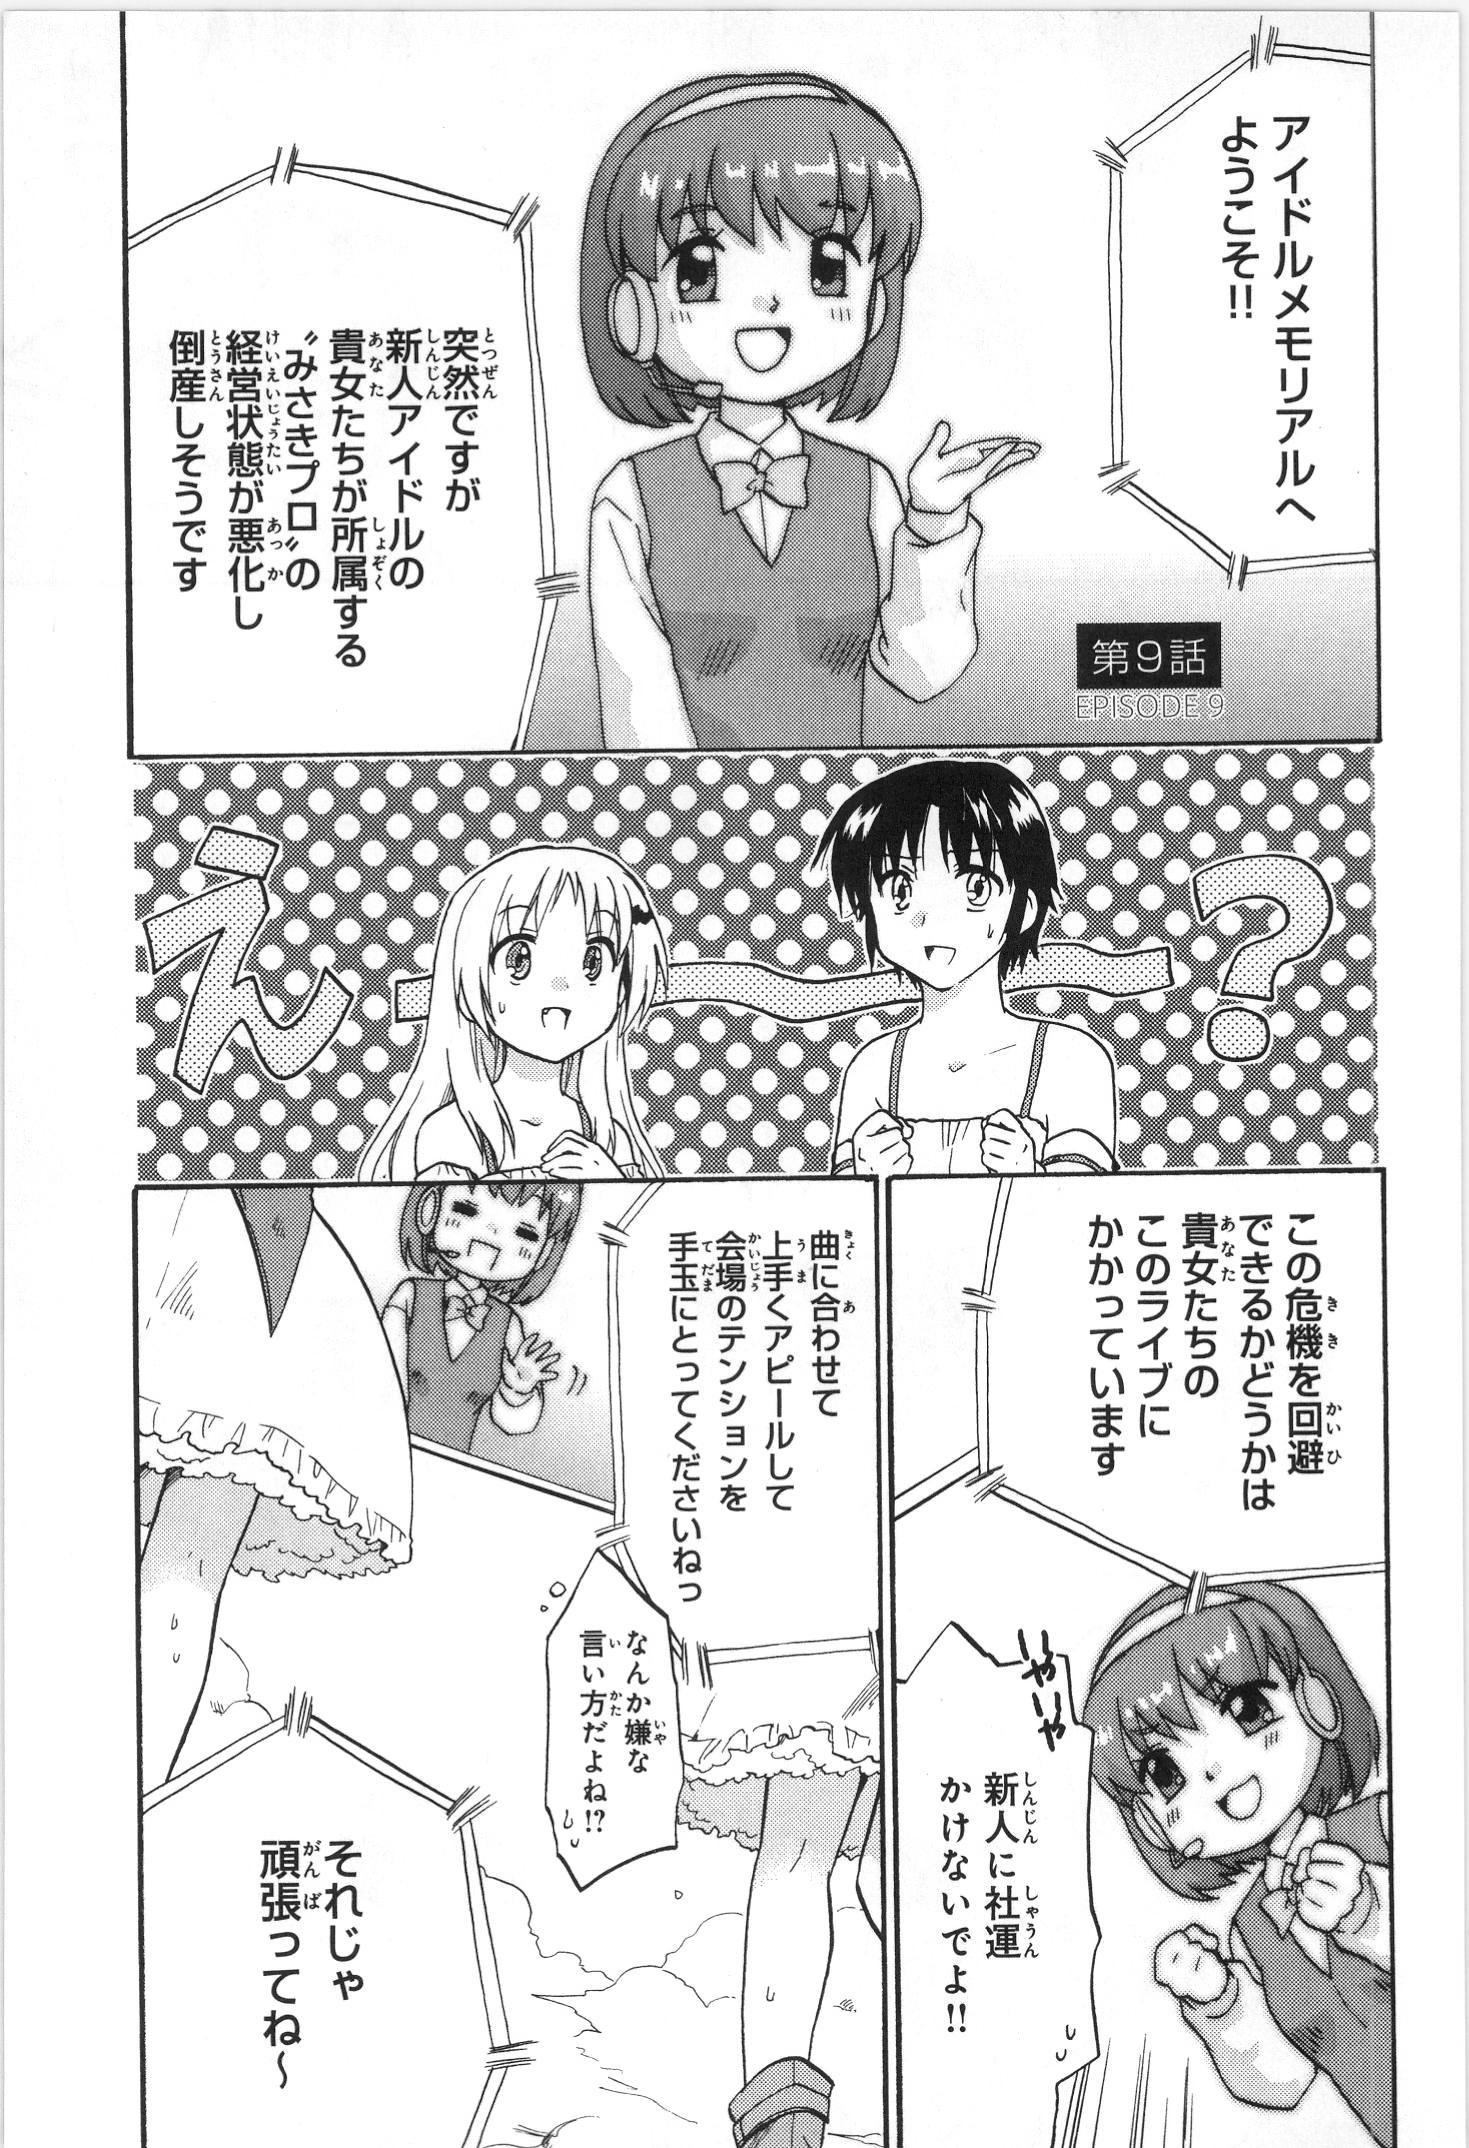 アイドルメモリアルへ
ようこそ!!
突然ですが
新人アイドルの
貴女たちが所属する
〝みさきプロ〟の
経営状態が悪化し
倒産しそうです
第9話
EPISODE 9
えーーー?
この危機を回避
できるかどうかは
貴女たちの
このライブに
かかっています
いやいや
新人に社運
かけないでよ!!
曲に合わせて
上手くアピールして
会場のテンションを
手玉にとってくださいねっ
なんか嫌な
言い方だよね!?
それじゃ
頑張ってね～